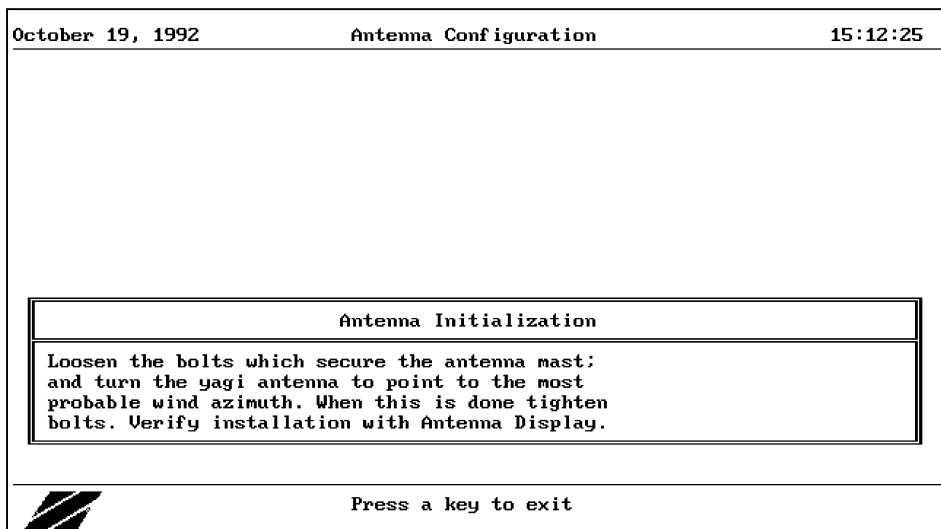 October 19, 1992 Antenna Configuration 15:12:25
Antenna Initialization
Loosen the bolts which secure the antenna mast;
and turn the yagi antenna to point to the most
probable wind azimuth. When this is done tighten
bolts. Verify installation with Antenna Display.
Press a key to exit